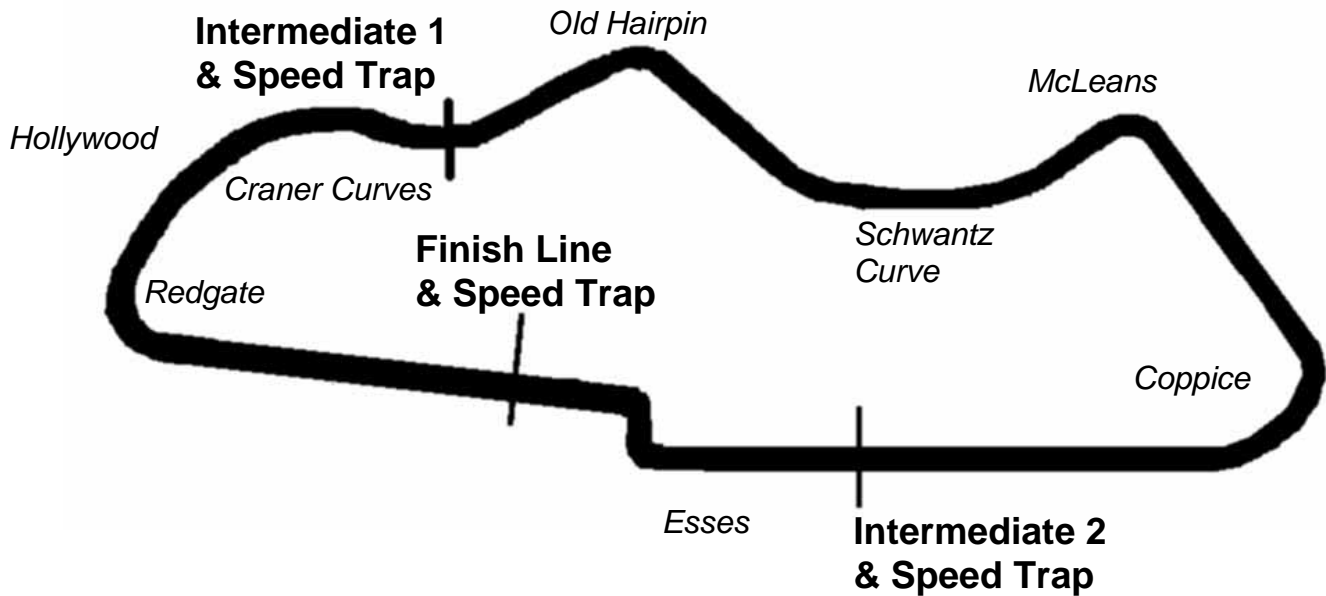 Old Hairpin
Intermediate 1
& Speed Trap
McLeans
Hollywood
Craner Curves
Schwantz
Curve
Finish Line
& Speed Trap
Redgate
Coppice
Esses
Intermediate 2
& Speed Trap